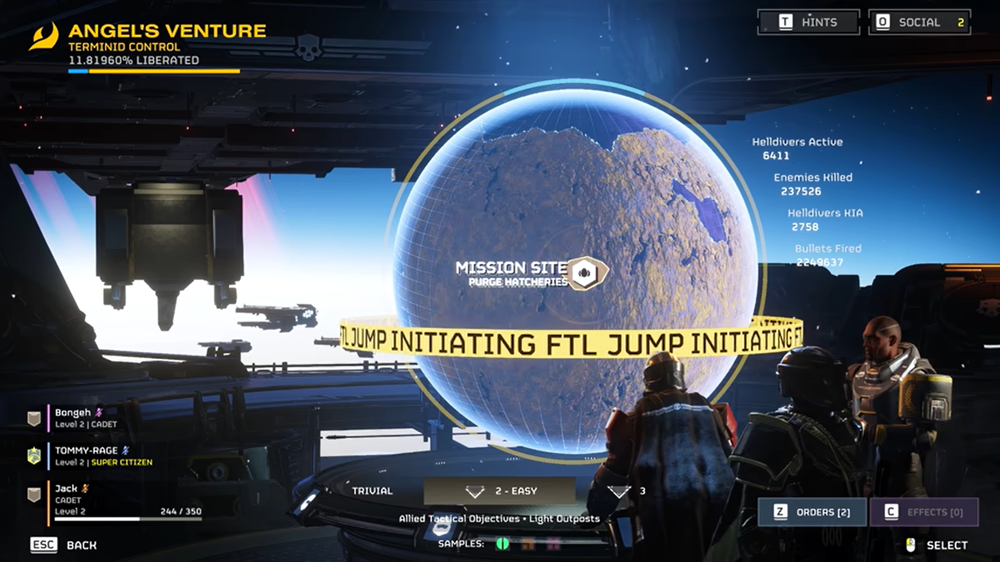 ANGEL'S VENTURE
TERMINID CONTROL
11.81960% LIBERATED
T HINTS
O SOCIAL 2
Helldivers Active
6411
Enemies Killed
237526
Helldivers KIA
2758
Bullets Fired
2249637
MISSION SITE
PURGE HATCHERIES
FTL JUMP INITIATING FTL JUMP INITIATING
Bongeh
Level 2 | CADET
TOMMY-RAGE
Level 2 | SUPER CITIZEN
Jack
CADET
Level 2 244 / 350
TRIVIAL 2 - EASY 3
Allied Tactical Objectives • Light Outposts
SAMPLES:
Z ORDERS [2] C EFFECTS [0]
ESC BACK
SELECT